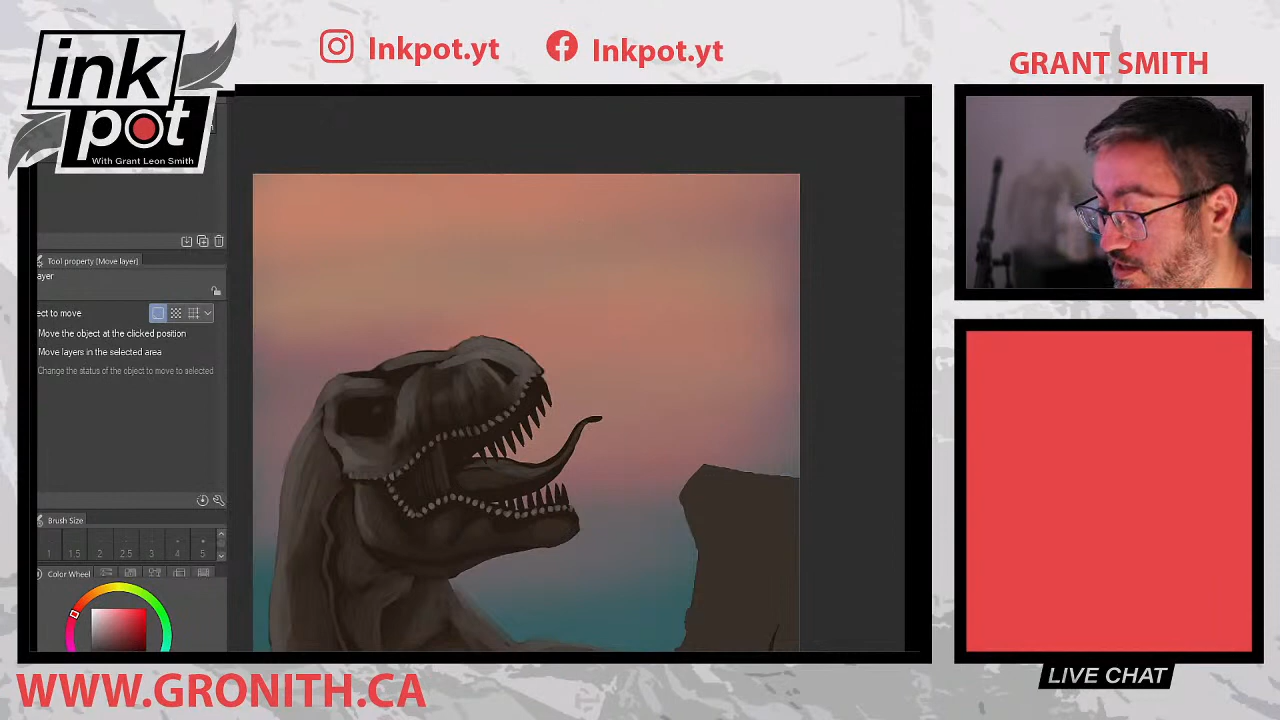 ink
pot
With Grant Leon Smith
Inkpot.yt
Inkpot.yt
GRANT SMITH
Tool property [Move layer]
ayer
ect to move
Move the object at the clicked position
Move layers in the selected area
Change the status of the object to move to selected
Brush Size
1 1.5 2 2.5 3 4 5
Color Wheel
LIVE CHAT
WWW.GRONITH.CA